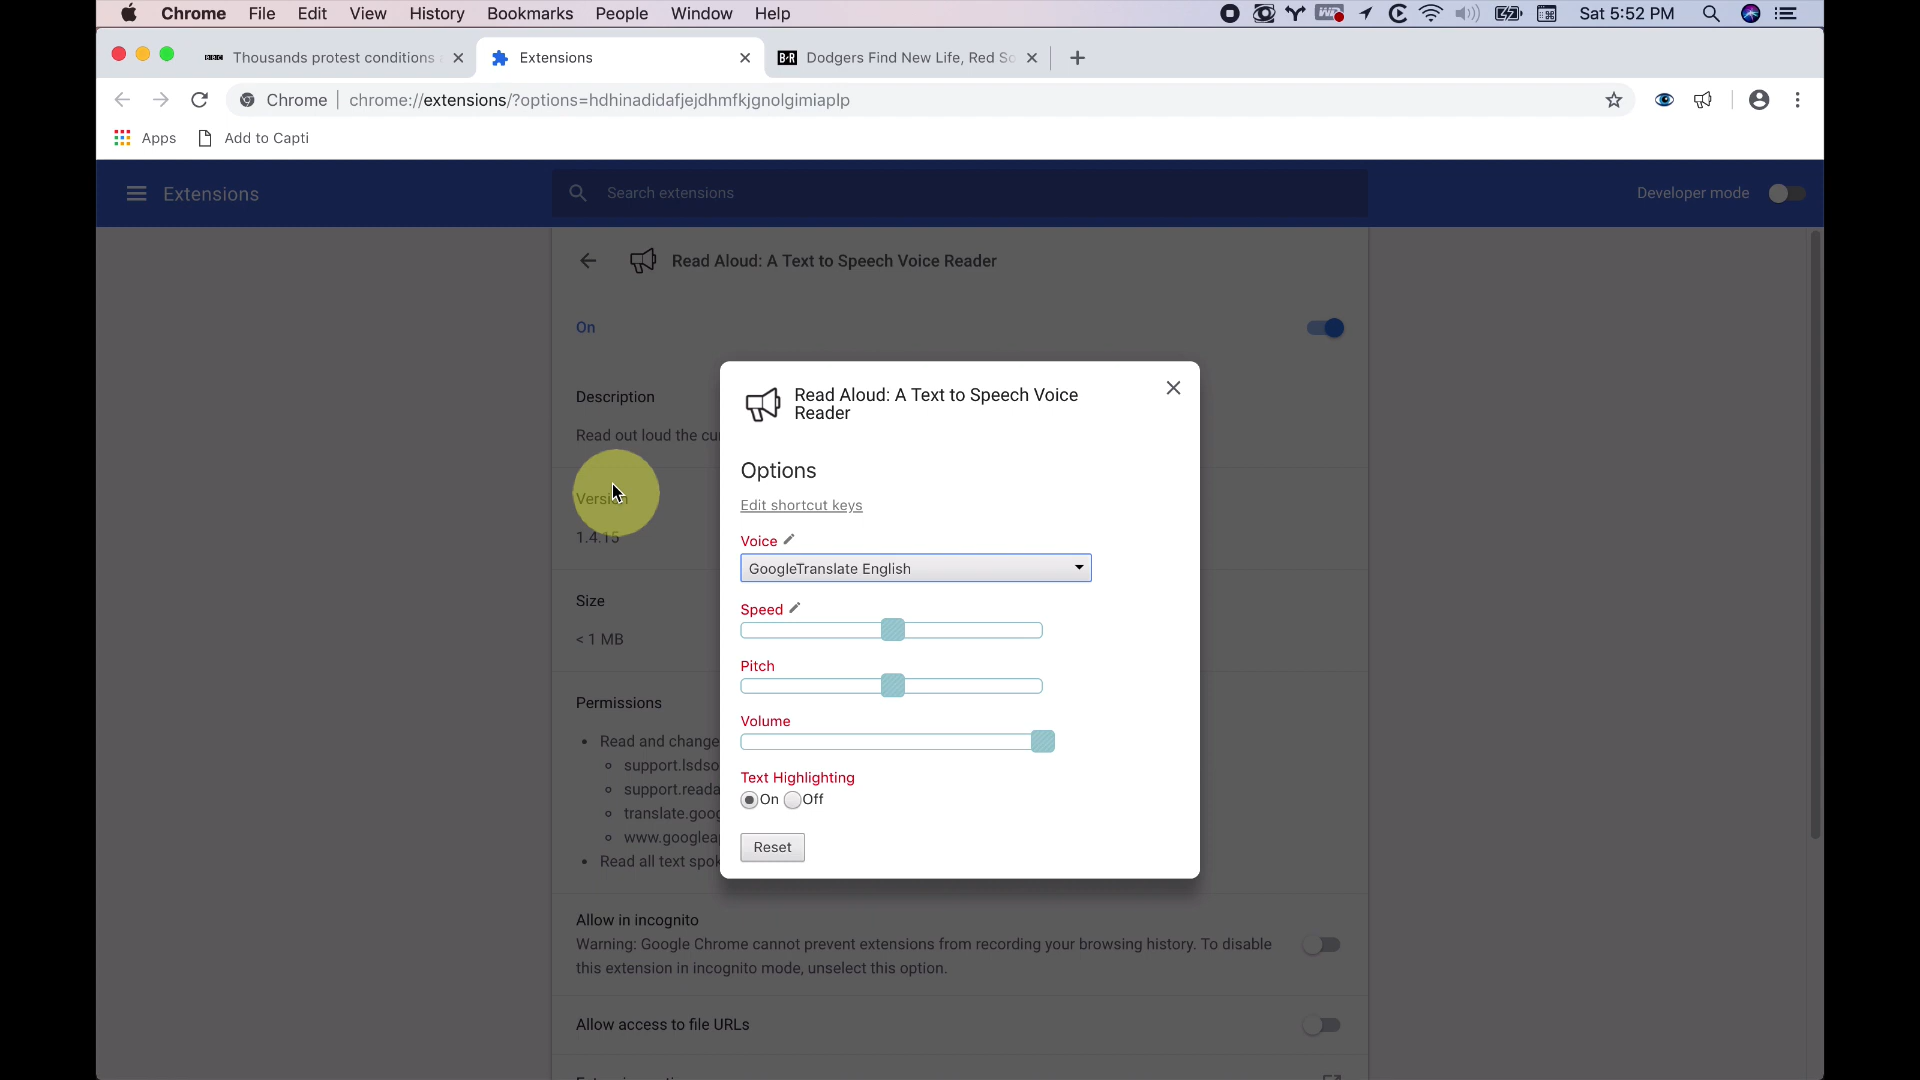 Chrome File Edit View History Bookmarks People Window Help Sat 5:52 PM
BBC Thousands protest conditions Extensions B·R Dodgers Find New Life, Red So
Chrome chrome://extensions/?options=hdhinadidafjejdhmfkjgnolgimiaplp
Apps Add to Capti
Extensions Search extensions Developer mode
Read Aloud: A Text to Speech Voice Reader
On
Description
Read out loud the cu
Version
1.4.15
Size
< 1 MB
Permissions
• Read and change
support.lsdso
support.reada
translate.goog
www.googlea
• Read all text spok
Allow in incognito
Warning: Google Chrome cannot prevent extensions from recording your browsing history. To disable
this extension in incognito mode, unselect this option.
Allow access to file URLs
Read Aloud: A Text to Speech Voice
Reader
Options
Edit shortcut keys
Voice
GoogleTranslate English
Speed
Pitch
Volume
Text Highlighting
On Off
Reset